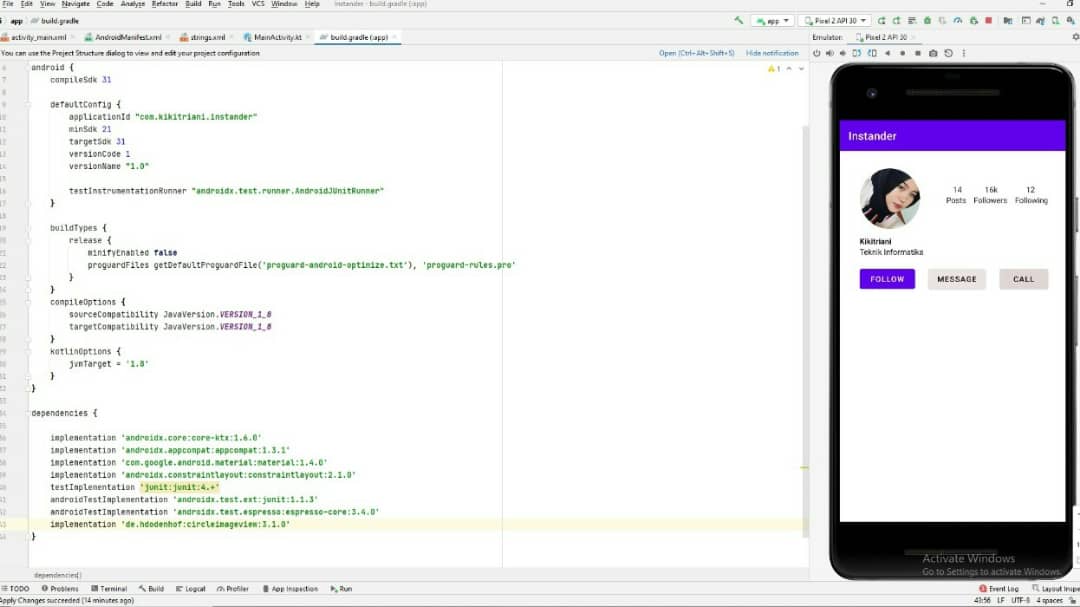 File Edit View Navigate Code Analyze Refactor Build Run Tools VCS Window Help Instander - build.gradle (:app)
app build.gradle app Pixel 2 API 30
activity_main.xml AndroidManifest.xml strings.xml MainActivity.kt build.gradle (:app) Emulator: Pixel 2 API 30
You can use the Project Structure dialog to view and edit your project configuration Open (Ctrl+Alt+Shift+S) Hide notification
android {
compileSdk 31
defaultConfig {
applicationId "com.kikitriani.instander"
minSdk 21
targetSdk 31
versionCode 1
versionName "1.0"
testInstrumentationRunner "androidx.test.runner.AndroidJUnitRunner"
}
buildTypes {
release {
minifyEnabled false
proguardFiles getDefaultProguardFile('proguard-android-optimize.txt'), 'proguard-rules.pro'
}
}
compileOptions {
sourceCompatibility JavaVersion.VERSION_1_8
targetCompatibility JavaVersion.VERSION_1_8
}
kotlinOptions {
jvmTarget = '1.8'
}
}
dependencies {
implementation 'androidx.core:core-ktx:1.6.0'
implementation 'androidx.appcompat:appcompat:1.3.1'
implementation 'com.google.android.material:material:1.4.0'
implementation 'androidx.constraintlayout:constraintlayout:2.1.0'
testImplementation 'junit:junit:4.+'
androidTestImplementation 'androidx.test.ext:junit:1.1.3'
androidTestImplementation 'androidx.test.espresso:espresso-core:3.4.0'
implementation 'de.hdodenhof:circleimageview:3.1.0'
}
1
Instander
14 16k 12
Posts Followers Following
Kikitriani
Teknik Informatika
FOLLOW MESSAGE CALL
Activate Windows
Go to Settings to activate Windows.
dependencies{}
TODO Problems Terminal Build Logcat Profiler App Inspection Run Event Log Layout Inspe
Apply Changes succeeded (14 minutes ago) 43:56 LF UTF-8 4 spaces